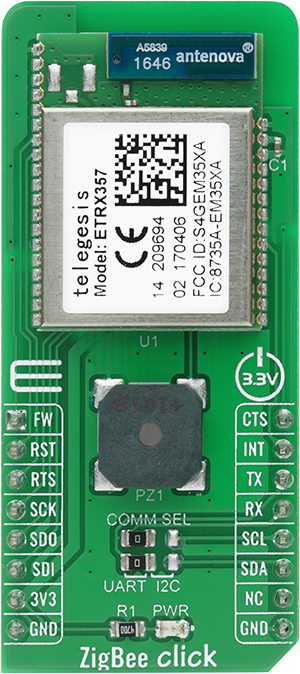 A5839
1646 antenova®
telegesis
Model: ETRX357
CE
14 209694
02 170406
FCC ID: S4GEM35XA
IC: 8735A-EM35XA
C1
U1
3.3V
FW CTS
RST INT
RTS TX
SCK RX
SDO SCL
SDI SDA
3V3 NC
GND GND
PZ1
COMM SEL
UART I2C
R1 PWR
ZigBee click